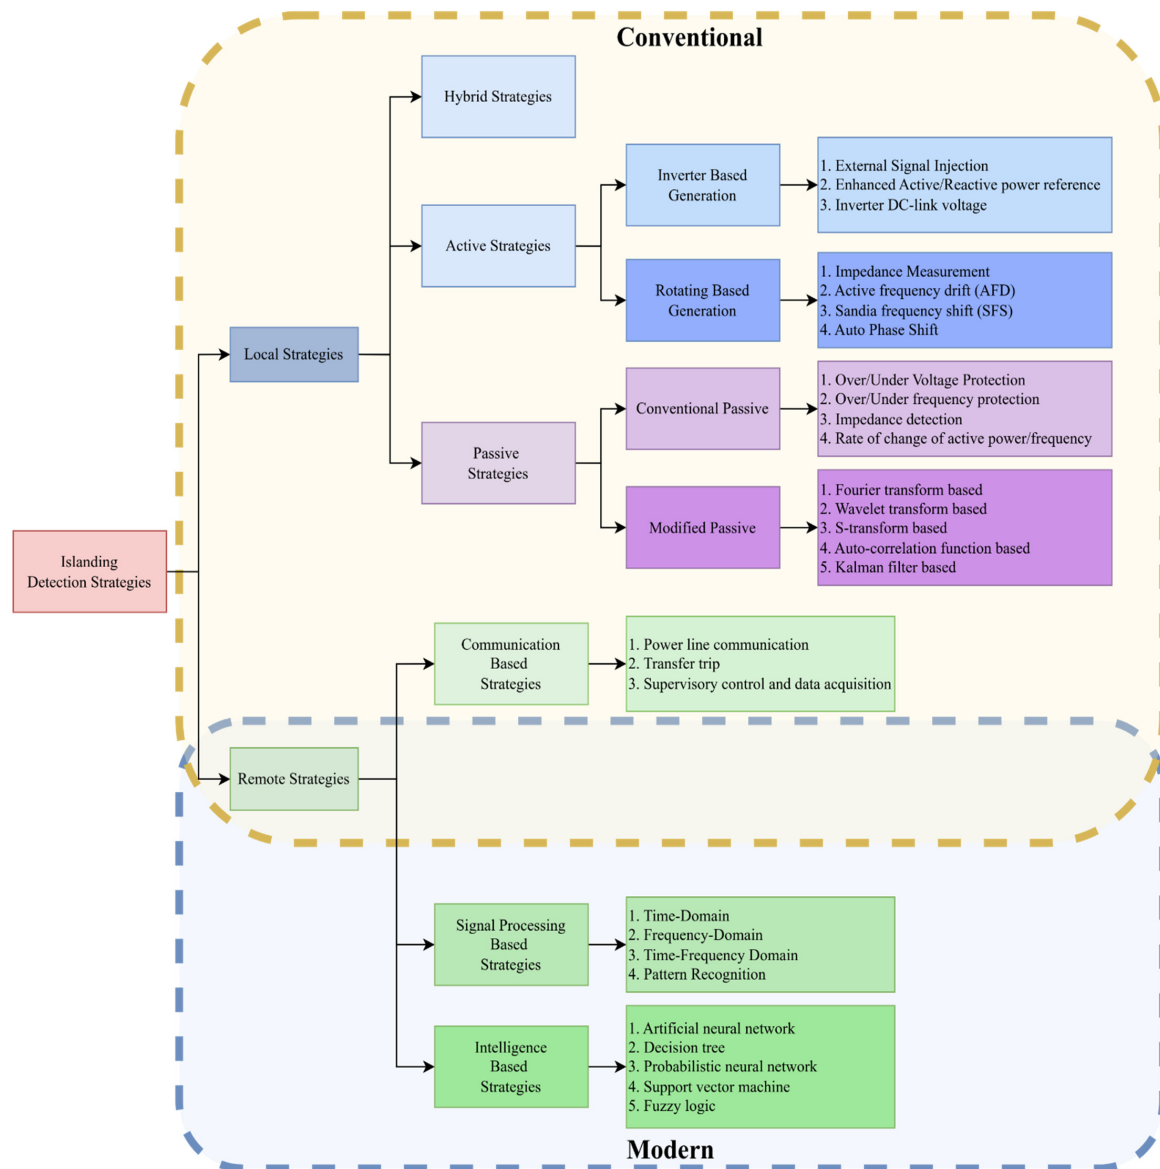 Conventional
Hybrid Strategies
Inverter Based
Generation
1. External Signal Injection
2. Enhanced Active/Reactive power reference
3. Inverter DC-link voltage
Active Strategies
Rotating Based
Generation
1. Impedance Measurement
2. Active frequency drift (AFD)
3. Sandia frequency shift (SFS)
4. Auto Phase Shift
Local Strategies
Conventional Passive
1. Over/Under Voltage Protection
2. Over/Under frequency protection
3. Impedance detection
4. Rate of change of active power/frequency
Passive
Strategies
Modified Passive
1. Fourier transform based
2. Wavelet transform based
3. S-transform based
4. Auto-correlation function based
5. Kalman filter based
Islanding
Detection Strategies
Communication
Based
Strategies
1. Power line communication
2. Transfer trip
3. Supervisory control and data acquisition
Remote Strategies
Signal Processing
Based
Strategies
1. Time-Domain
2. Frequency-Domain
3. Time-Frequency Domain
4. Pattern Recognition
Intelligence
Based
Strategies
1. Artificial neural network
2. Decision tree
3. Probabilistic neural network
4. Support vector machine
5. Fuzzy logic
Modern